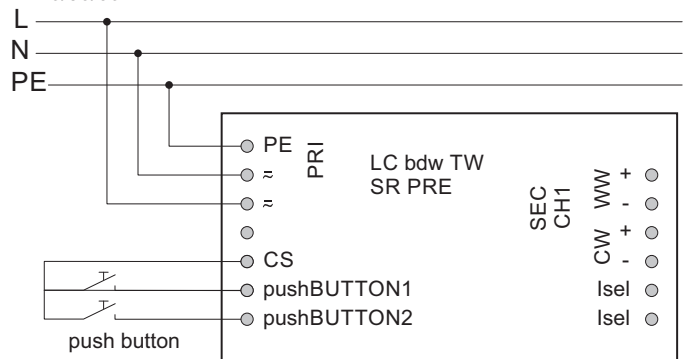 L
N
PE
PE
PRI
LC bdw TW
SR PRE
SEC
CH1
WW
+
-
CW
+
-
CS
pushBUTTON1
Isel
pushBUTTON2
Isel
push button